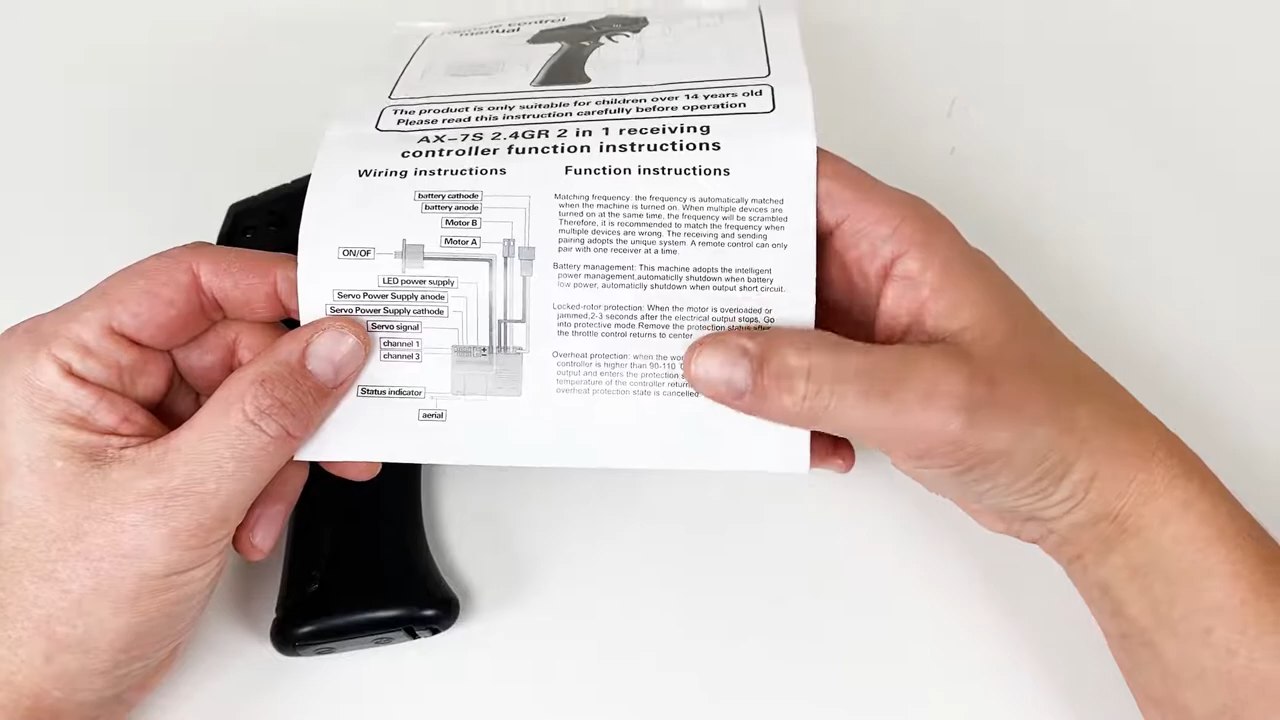 remote control
manual
The product is only suitable for children over 14 years old
Please read this instruction carefully before operation
AX-7S 2.4GR 2 in 1 receiving
controller function instructions
Wiring instructions
battery cathode
battery anode
Motor B
Motor A
ON/OF
LED power supply
Servo Power Supply anode
Servo Power Supply cathode
Servo signal
channel 1
channel 3
Status indicator
aerial
Function instructions
Matching frequency: the frequency is automatically matched
when the machine is turned on. When multiple devices are
turned on at the same time, the frequency will be scrambled
Therefore, it is recommended to match the frequency when
multiple devices are wrong. The receiving and sending
pairing adopts the unique system. A remote control can only
pair with one receiver at a time.
Battery management: This machine adopts the intelligent
power management,automaticlly shutdown when battery
low power, automaticlly shutdown when output short circuit.
Locked-rotor protection: When the motor is overloaded or
jammed,2-3 seconds after the electrical output stops, Go
into protective mode.Remove the protection status after
the throttle control returns to center
Overheat protection: when the
controller is higher than 90-110
output and enters the protection
temperature of the controller
overheat protection state is cancelled